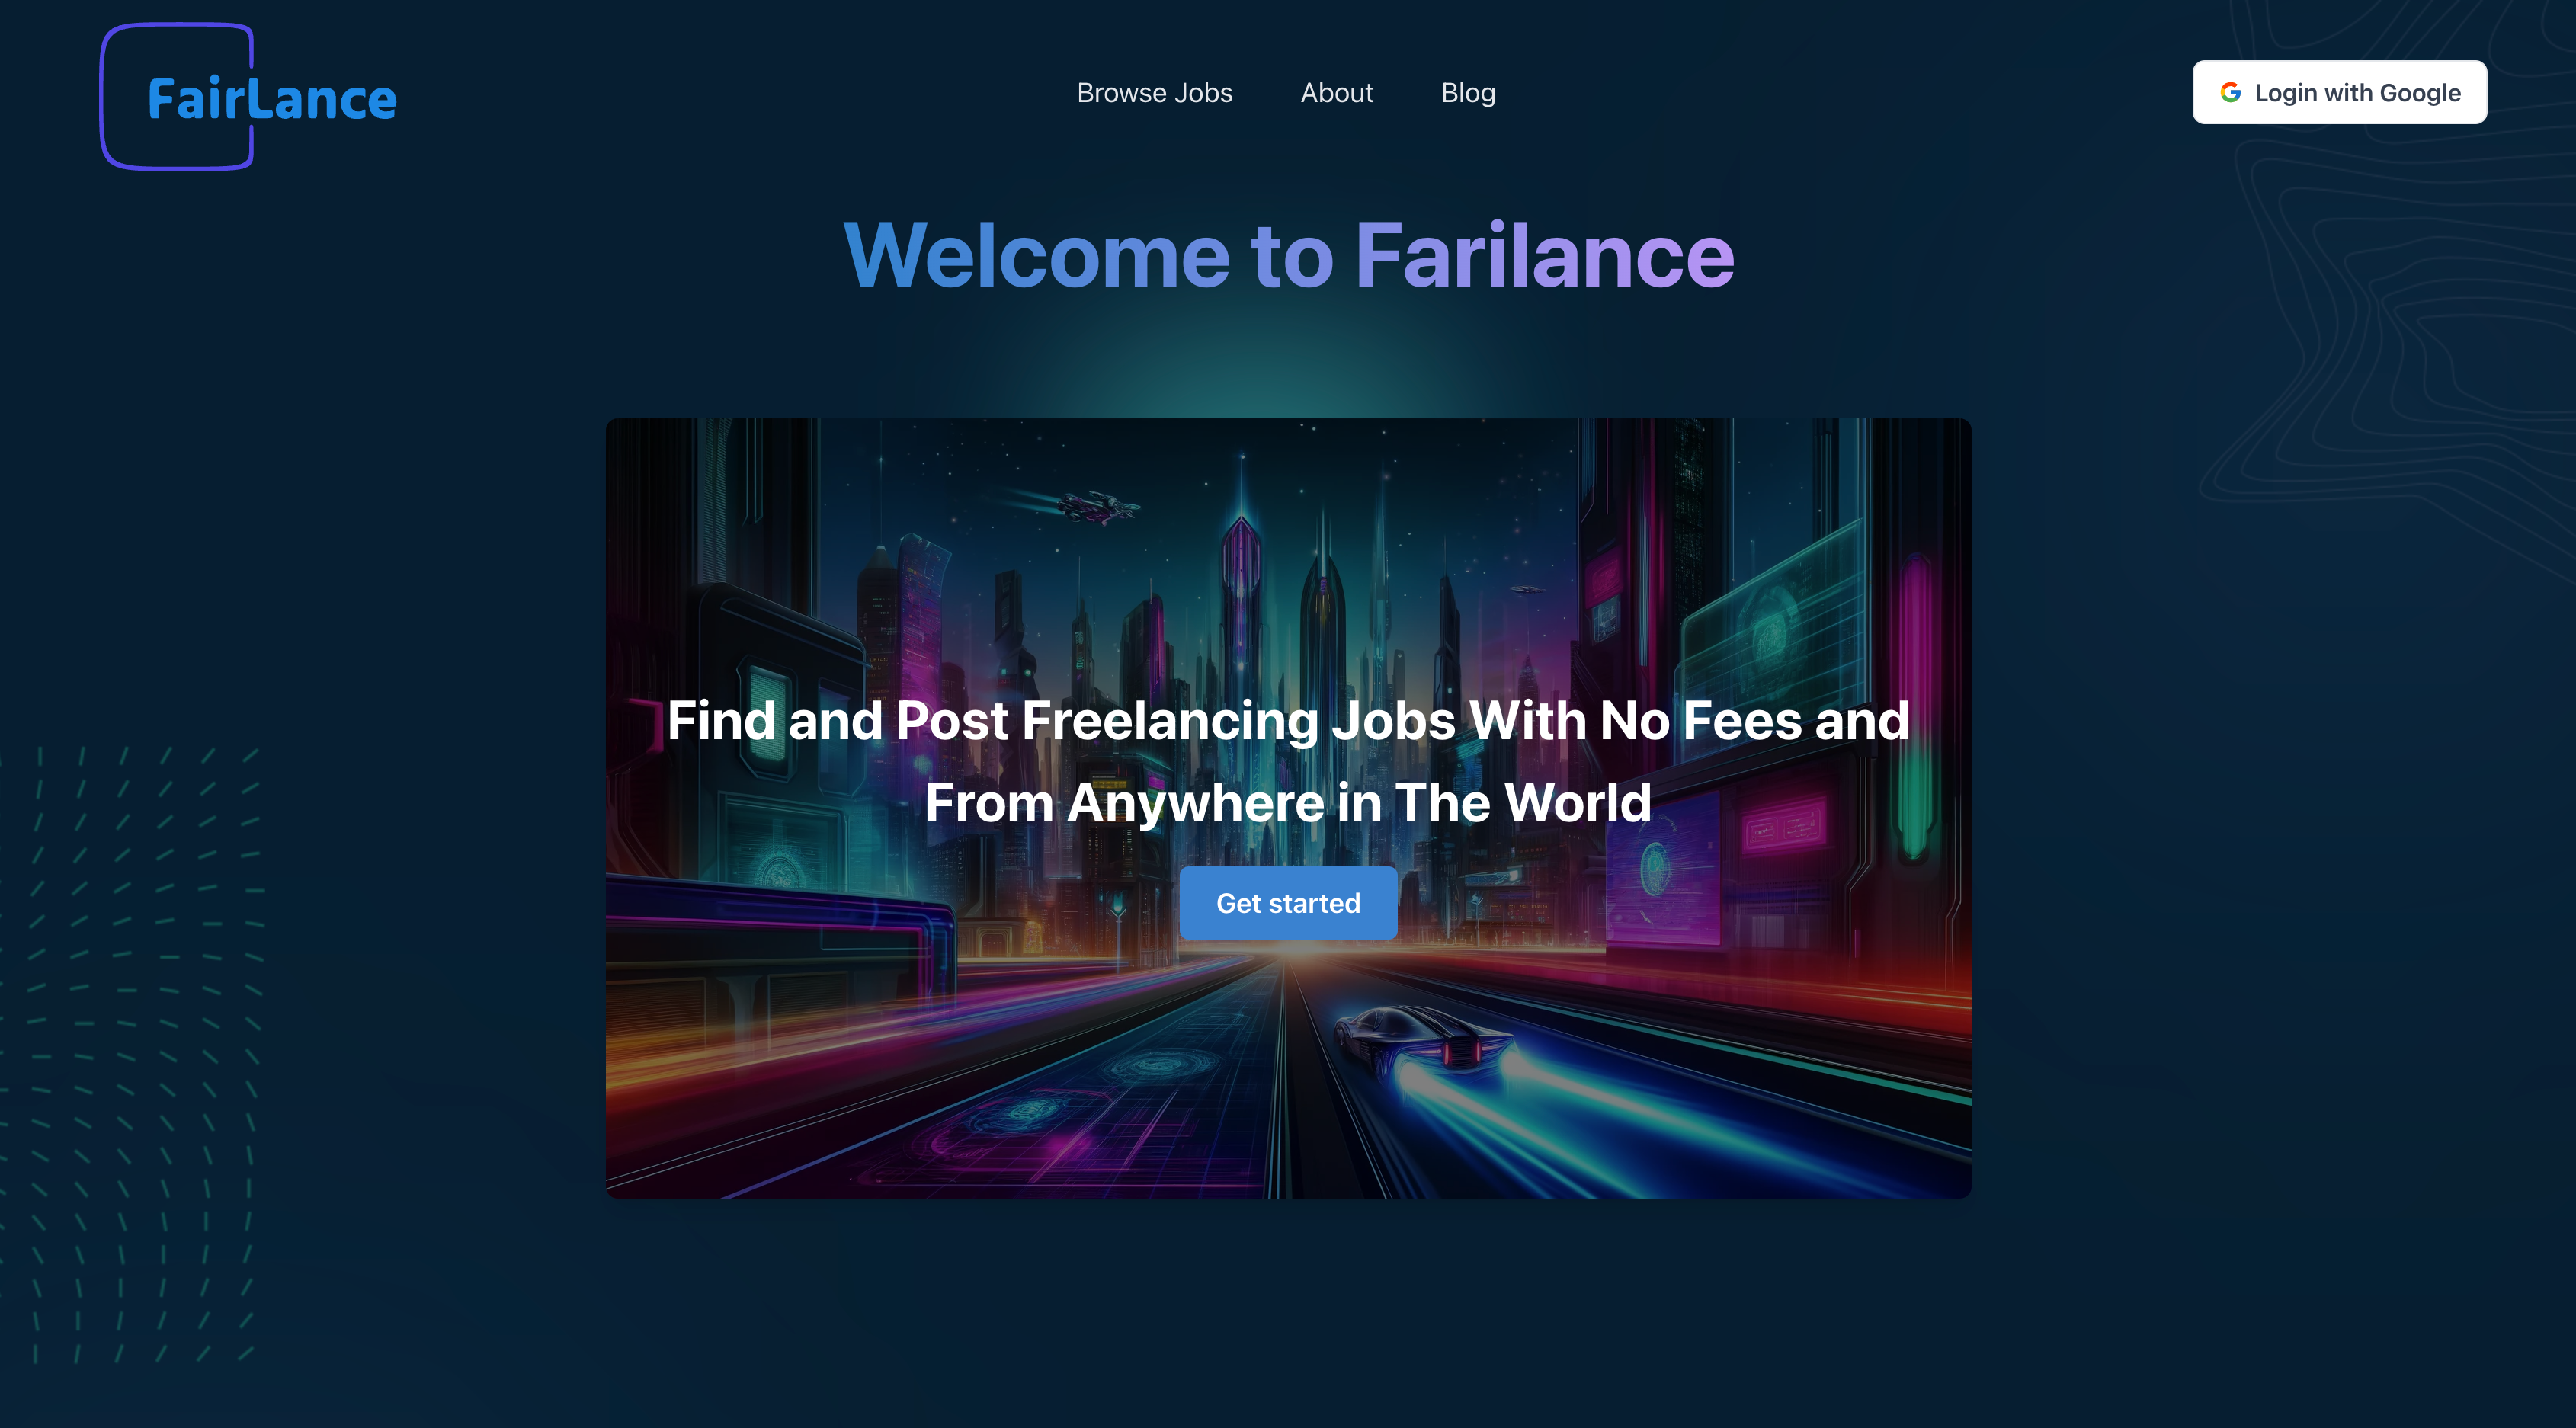 FairLance
Browse Jobs
About
Blog
Login with Google
Welcome to Farilance
Find and Post Freelancing Jobs With No Fees and
From Anywhere in The World
Get started